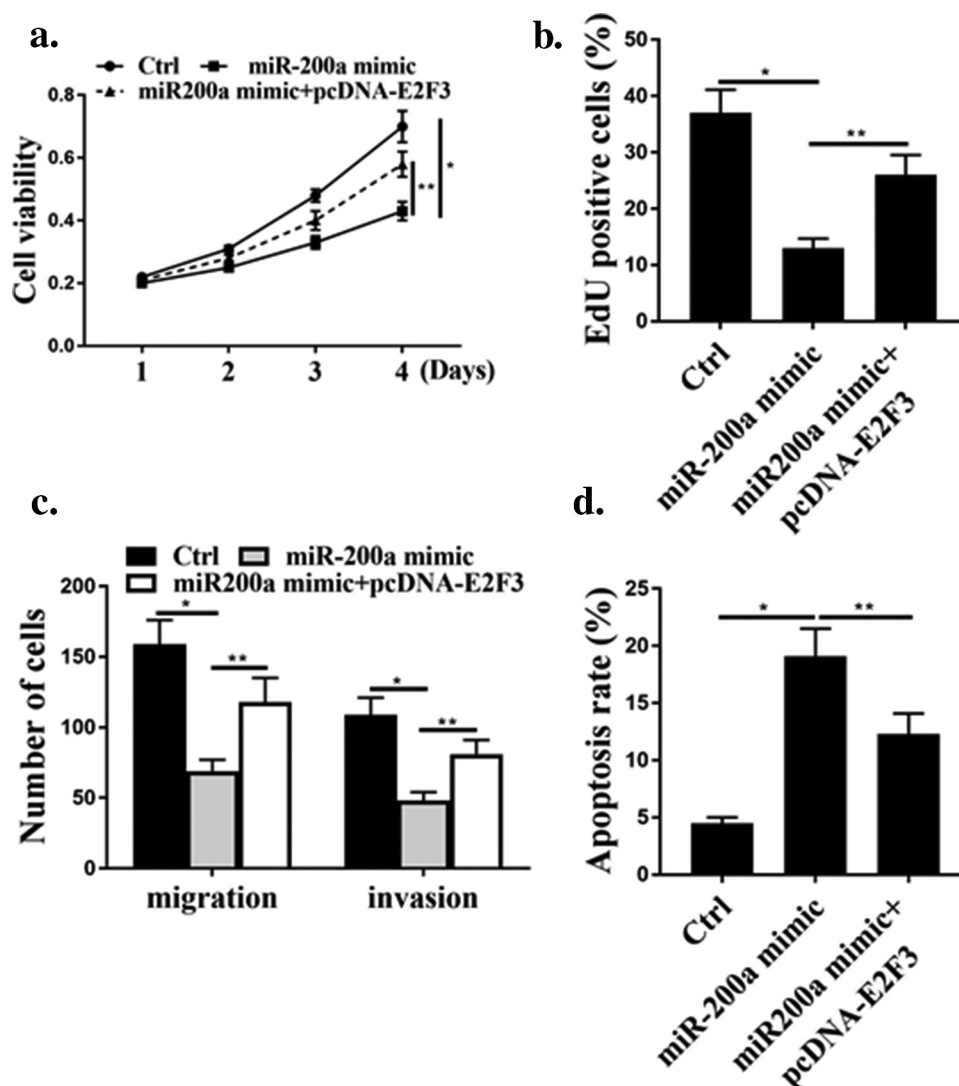 a.
Ctrl miR-200a mimic
miR200a mimic+pcDNA-E2F3
Cell viability
0.8
0.6
0.4
0.2
0.0
**
*
1 2 3 4 (Days)
b.
EdU positive cells (%)
50
40
30
20
10
0
*
**
Ctrl
miR-200a mimic
miR200a mimic+
pcDNA-E2F3
c.
Ctrl miR-200a mimic
miR200a mimic+pcDNA-E2F3
Number of cells
200
150
100
50
0
*
**
*
**
migration invasion
d.
Apoptosis rate (%)
25
20
15
10
5
0
*
**
Ctrl
miR-200a mimic
miR200a mimic+
pcDNA-E2F3